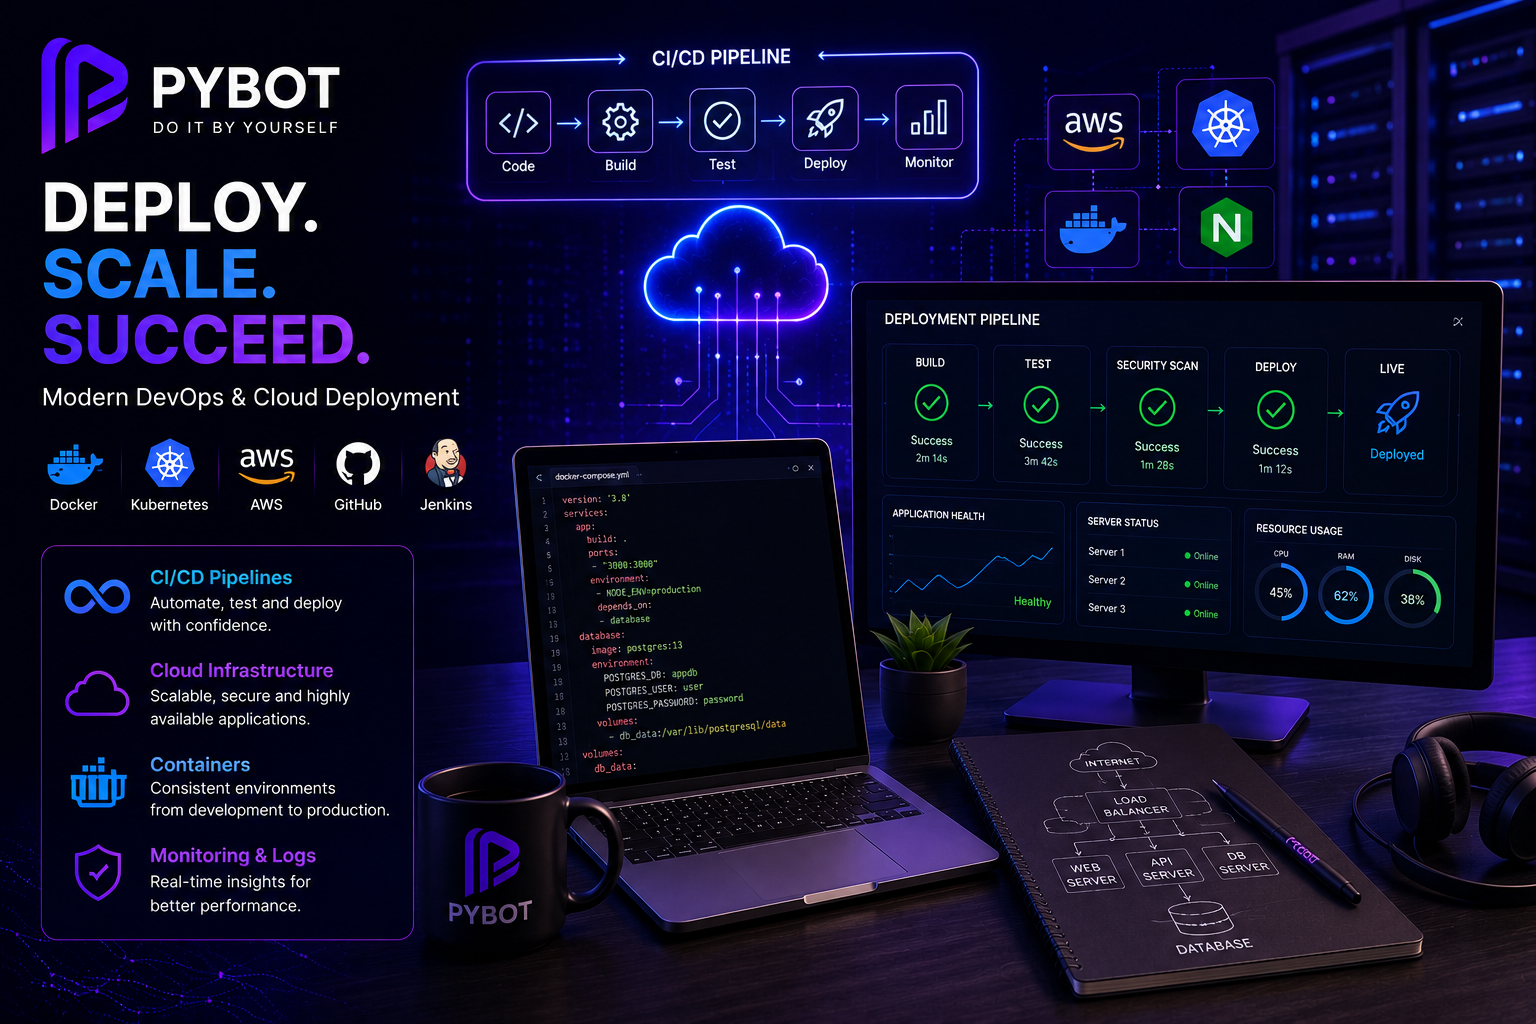 PYBOT
DO IT BY YOURSELF
DEPLOY.
SCALE.
SUCCEED.
Modern DevOps & Cloud Deployment
Docker
Kubernetes
aws
AWS
GitHub
Jenkins
CI/CD Pipelines
Automate, test and deploy
with confidence.
Cloud Infrastructure
Scalable, secure and highly
available applications.
Containers
Consistent environments
from development to production.
Monitoring & Logs
Real-time insights for
better performance.
CI/CD PIPELINE
</>
Code
Build
Test
Deploy
Monitor
aws
N
docker-compose.yml
version: '3.8'
services:
app:
build: .
ports:
- "3000:3000"
environment:
- NODE_ENV=production
depends_on:
- database
database:
image: postgres:13
environment:
POSTGRES_DB: appdb
POSTGRES_USER: user
POSTGRES_PASSWORD: password
volumes:
- db_data:/var/lib/postgresql/data
volumes:
db_data:
DEPLOYMENT PIPELINE
BUILD
Success
2m 14s
TEST
Success
3m 42s
SECURITY SCAN
Success
1m 28s
DEPLOY
Success
1m 12s
LIVE
Deployed
APPLICATION HEALTH
Healthy
SERVER STATUS
Server 1 Online
Server 2 Online
Server 3 Online
RESOURCE USAGE
CPU
45%
RAM
62%
DISK
38%
PYBOT
INTERNET
LOAD
BALANCER
WEB
SERVER
API
SERVER
DB
SERVER
DATABASE